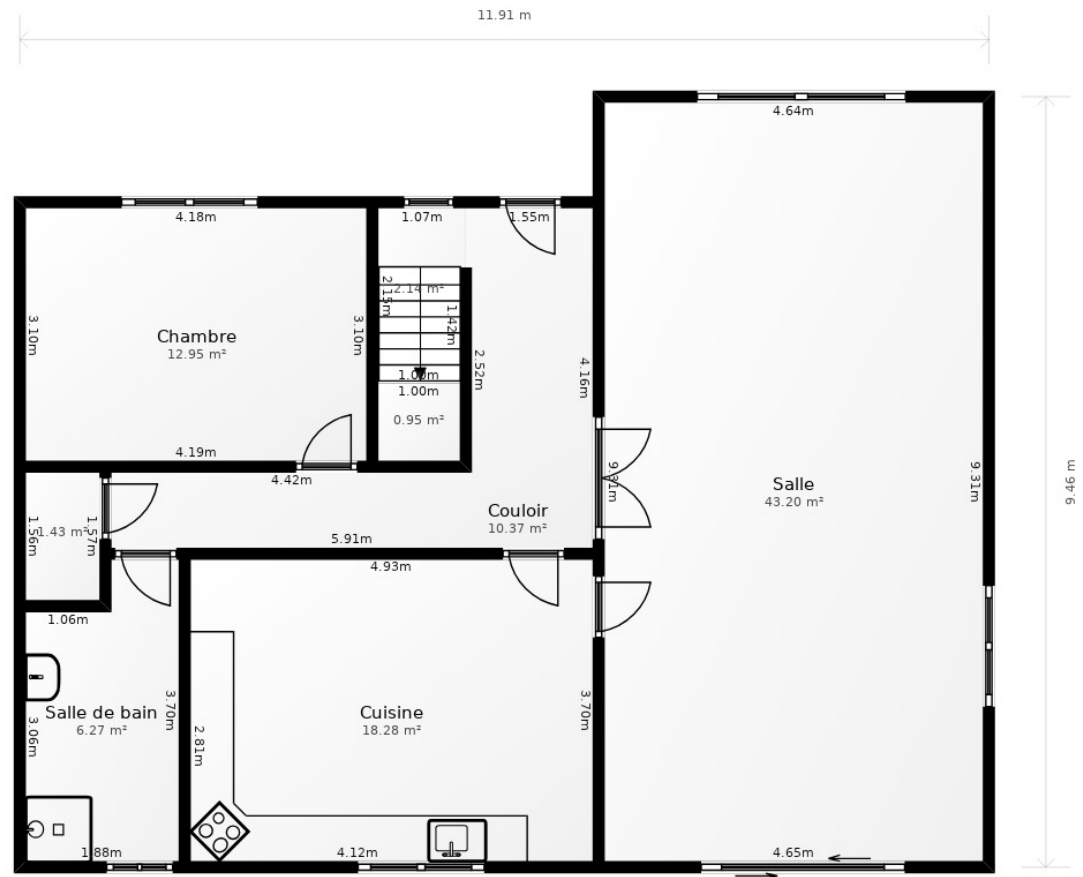 11.91 m
4.64m
4.18m
1.07m
1.55m
2.15m
2.14 m²
1.42m
3.10m
3.10m
Chambre
12.95 m²
2.52m
4.16m
1.00m
1.00m
0.95 m²
4.19m
4.42m
9.31m
9.31m
9.46 m
Salle
43.20 m²
Couloir
10.37 m²
1.56m
1.43 m²
1.57m
5.91m
4.93m
1.06m
Salle de bain
6.27 m²
3.06m
3.70m
2.81m
Cuisine
18.28 m²
3.70m
1.88m
4.12m
4.65m